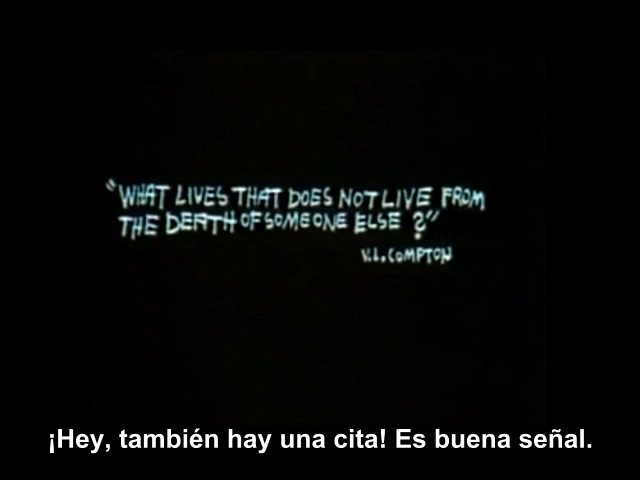 "WHAT LIVES THAT DOES NOT LIVE FROM
THE DEATH OF SOMEONE ELSE?"
V.L. COMPTON
¡Hey, también hay una cita! Es buena señal.